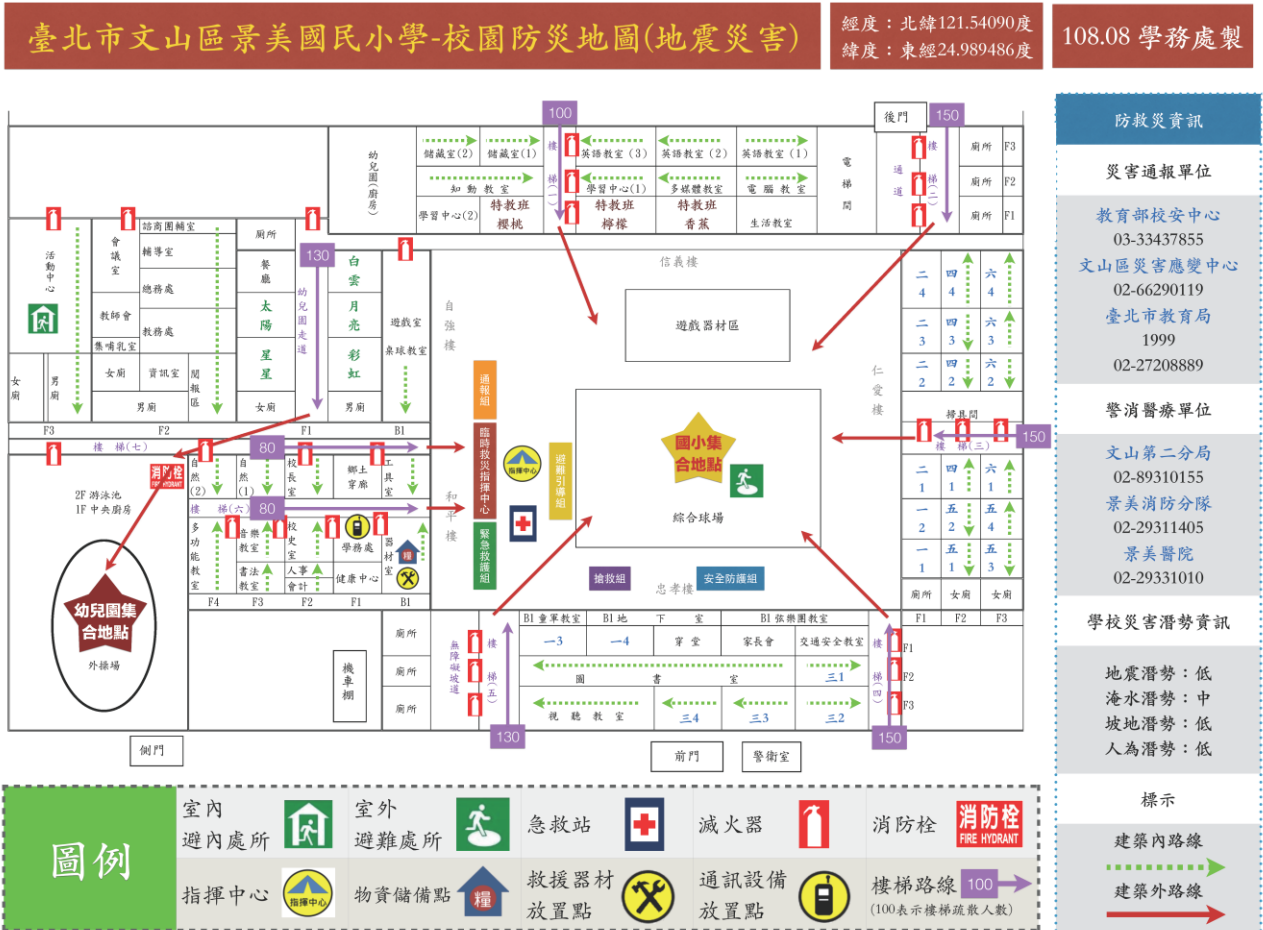 臺北市文山區景美國民小學-校園防災地圖(地震災害)
經度：北緯121.54090度
緯度：東經24.989486度
108.08 學務處製
防救災資訊
災害通報單位
教育部校安中心
03-33437855
文山區災害應變中心
02-66290119
臺北市教育局
1999
02-27208889
警消醫療單位
文山第二分局
02-89310155
景美消防分隊
02-29311405
景美醫院
02-29331010
學校災害潛勢資訊
地震潛勢：低
淹水潛勢：中
坡地潛勢：低
人為潛勢：低
標示
建築內路線
建築外路線
100
後門
150
幼兒園(廚房)
儲藏室(2)
儲藏室(1)
樓梯(一)
英語教室(3)
英語教室(2)
英語教室(1)
電梯間
通道
樓梯(二)
廁所
F3
知動教室
學習中心(1)
多媒體教室
電腦教室
廁所
F2
學習中心(2)
特教班
櫻桃
特教班
檸檬
特教班
香蕉
生活教室
廁所
F1
活動中心
會議室
諮商團輔室
輔導室
總務處
教師會
教務處
集哺乳室
女廁
男廁
女廁
資訊室
閱報區
男廁
F3
F2
廁所
餐廳
太陽
星星
女廁
130
幼兒園走道
白雲
月亮
彩虹
男廁
遊戲室
桌球教室
F1
B1
自強樓
信義樓
遊戲器材區
仁愛樓
二4
四4
六4
二3
四3
六3
二2
四2
六2
掃具間
樓梯(三)
150
二1
四1
六1
一2
五2
五4
一1
五1
五3
廁所
女廁
女廁
F1
F2
F3
通報組
臨時救災指揮中心
緊急救護組
指揮中心
避難引導組
國小集
合地點
綜合球場
搶救組
安全防護組
忠孝樓
和平樓
樓梯(七)
80
消防栓
FIRE HYDRANT
自然(2)
自然(1)
校長室
鄉土
穿廊
工具室
樓梯(六)
80
2F 游泳池
1F 中央廚房
多功能教室
音樂
教室
校史室
學務處
器材室
糧
書法
教室
人事
會計
健康中心
F4
F3
F2
F1
B1
幼兒園集
合地點
外操場
側門
機車棚
廁所
廁所
廁所
無障礙坡道
樓梯(五)
130
B1 童軍教室
B1 地下室
B1 弦樂團教室
一3
一4
穿堂
家長會
交通安全教室
圖書室
三1
視聽教室
三4
三3
三2
樓梯(四)
150
F1
F2
F3
前門
警衛室
圖例
室內
避內處所
室外
避難處所
急救站
滅火器
消防栓
消防栓
FIRE HYDRANT
指揮中心
指揮中心
物資儲備點
糧
救援器材
放置點
通訊設備
放置點
樓梯路線
100
(100表示樓梯疏散人數)